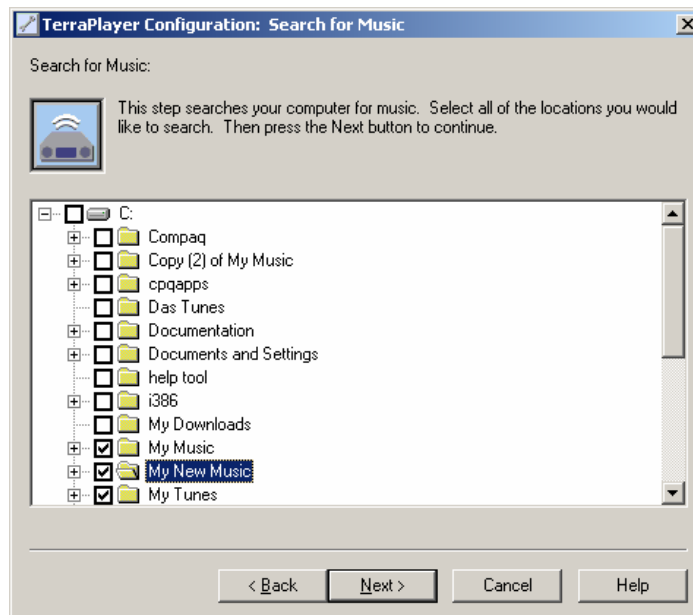 TerraPlayer Configuration: Search for Music
Search for Music:
This step searches your computer for music. Select all of the locations you would
like to search. Then press the Next button to continue.
C:
Compaq
Copy (2) of My Music
cpqapps
Das Tunes
Documentation
Documents and Settings
help tool
i386
My Downloads
My Music
My New Music
My Tunes
< Back Next > Cancel Help